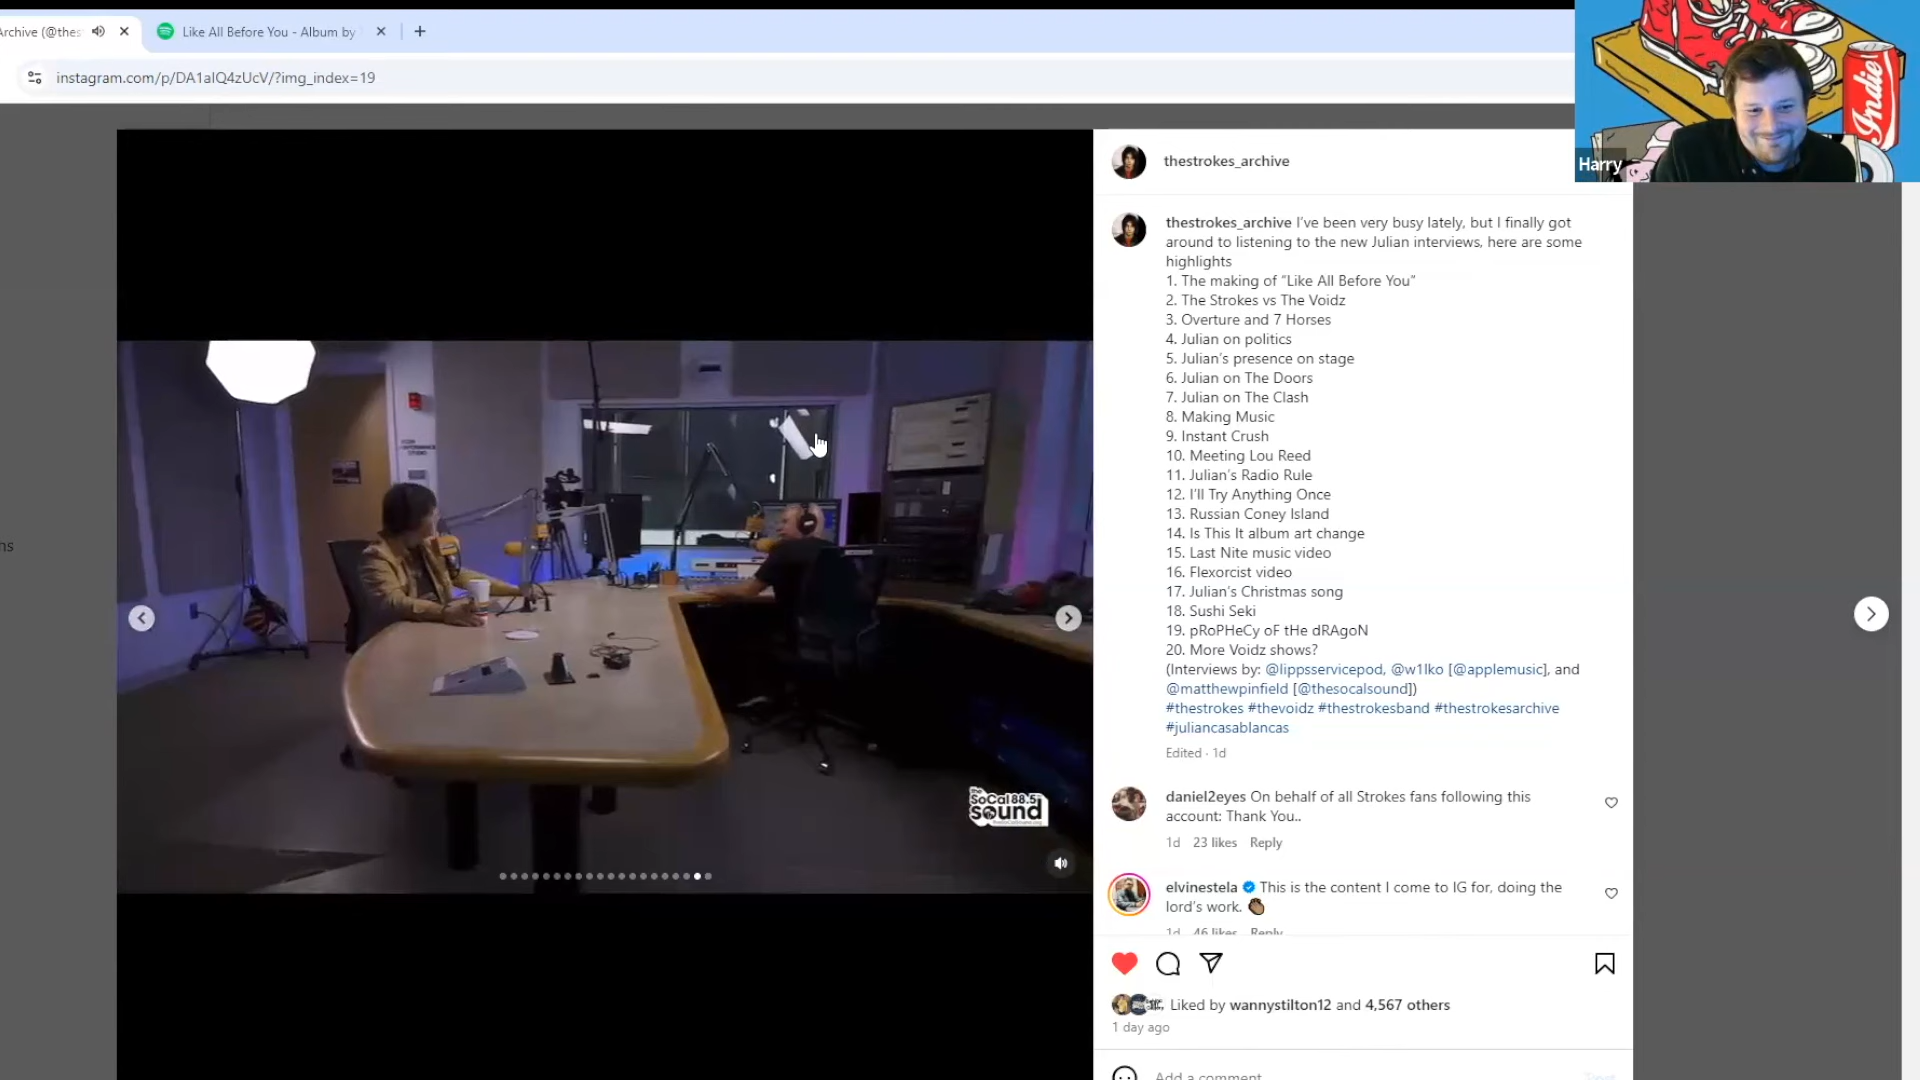 Archive (@thes
Like All Before You - Album by
instagram.com/p/DA1alQ4zUcV/?img_index=19
Indie
Harry
thestrokes_archive
thestrokes_archive I've been very busy lately, but I finally got
around to listening to the new Julian interviews, here are some
highlights
1. The making of "Like All Before You"
2. The Strokes vs The Voidz
3. Overture and 7 Horses
4. Julian on politics
5. Julian's presence on stage
6. Julian on The Doors
7. Julian on The Clash
8. Making Music
9. Instant Crush
10. Meeting Lou Reed
11. Julian's Radio Rule
12. I'll Try Anything Once
13. Russian Coney Island
14. Is This It album art change
15. Last Nite music video
16. Flexorcist video
17. Julian's Christmas song
18. Sushi Seki
19. pRoPHeCy oF tHe dRAgoN
20. More Voidz shows?
(Interviews by: @lippsservicepod, @w1lko [@applemusic], and
@matthewpinfield [@thesocalsound])
#thestrokes #thevoidz #thestrokesband #thestrokesarchive
#juliancasablancas
Edited · 1d
daniel2eyes On behalf of all Strokes fans following this
account: Thank You..
1d 23 likes Reply
elvinestela This is the content I come to IG for, doing the
lord's work.
1d 46 likes Reply
Liked by wannystilton12 and 4,567 others
1 day ago
Add a comment
The
SoCal 88.5
sound
ns